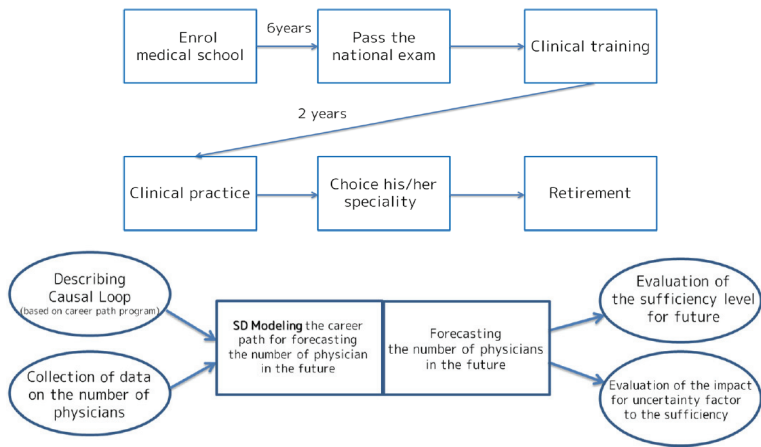 Enrol
medical school
6years
Pass the
national exam
Clinical training
2 years
Clinical practice
Choice his/her
speciality
Retirement
Describing
Causal Loop
(based on career path program)
Collection of data
on the number of
physicians
SD Modeling the career
path for forecasting
the number of physician
in the future
Forecasting
the number of physicians
in the future
Evaluation of
the sufficiency level
for future
Evaluation of the impact
for uncertainty factor
to the sufficiency